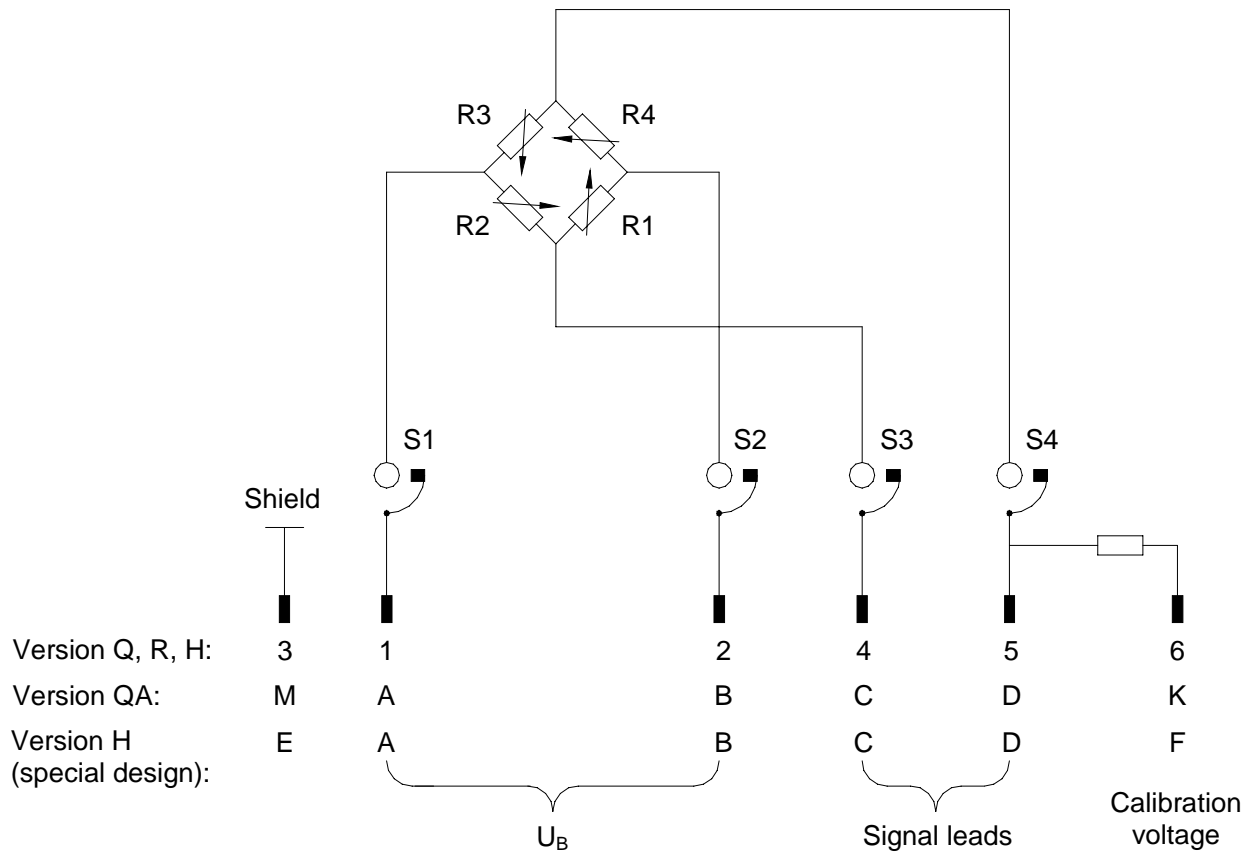 R3 R4
R2 R1
S1 S2 S3 S4
Shield
Version Q, R, H: 3 1 2 4 5 6
Version QA: M A B C D K
Version H
(special design): E A B C D F
U_B
Signal leads
Calibration
voltage